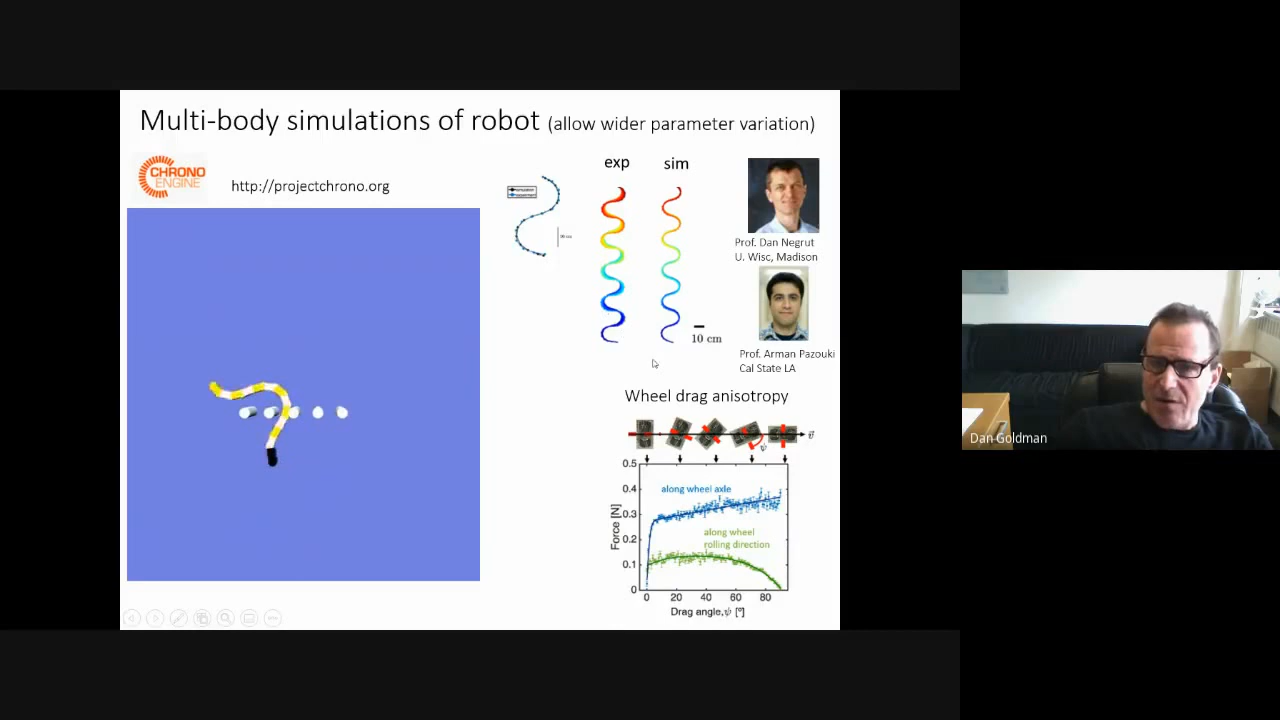 Multi-body simulations of robot (allow wider parameter variation)
CHRONO
ENGINE
http://projectchrono.org
exp
sim
10 cm
Prof. Dan Negrut
U. Wisc, Madison
Prof. Arman Pazouki
Cal State LA
Wheel drag anisotropy
v⃗
ψ
0.5
0.4
0.3
0.2
0.1
0
Force [N]
along wheel axle
along wheel
rolling direction
0 20 40 60 80
Drag angle, ψ [°]
Dan Goldman